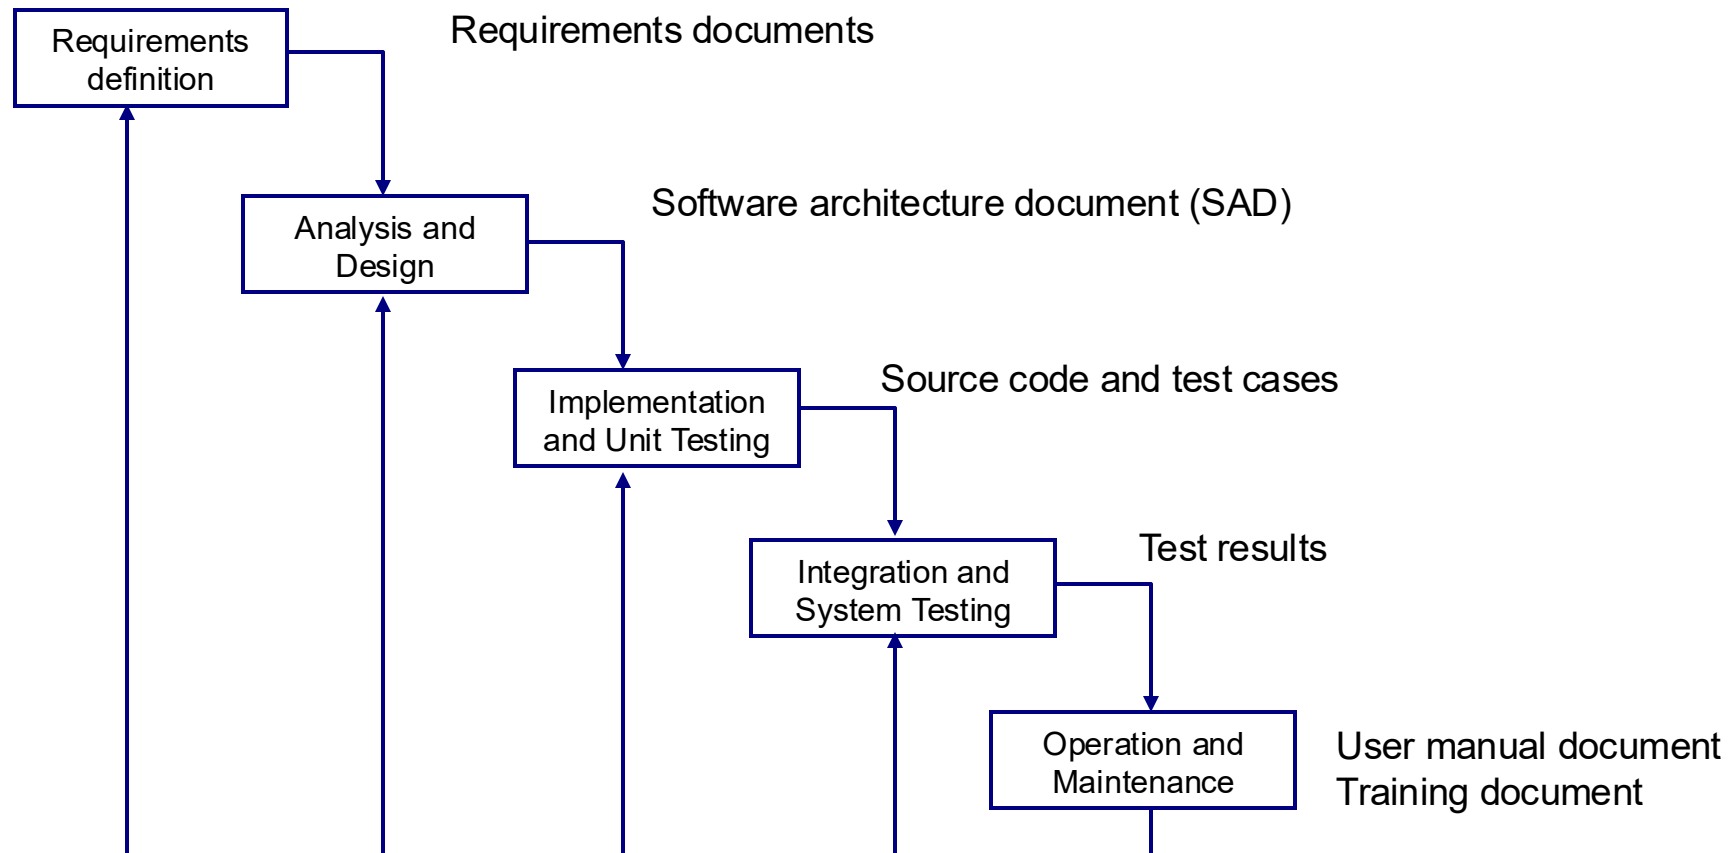 Requirements
definition
Requirements documents
Analysis and
Design
Software architecture document (SAD)
Implementation
and Unit Testing
Source code and test cases
Integration and
System Testing
Test results
Operation and
Maintenance
User manual document
Training document